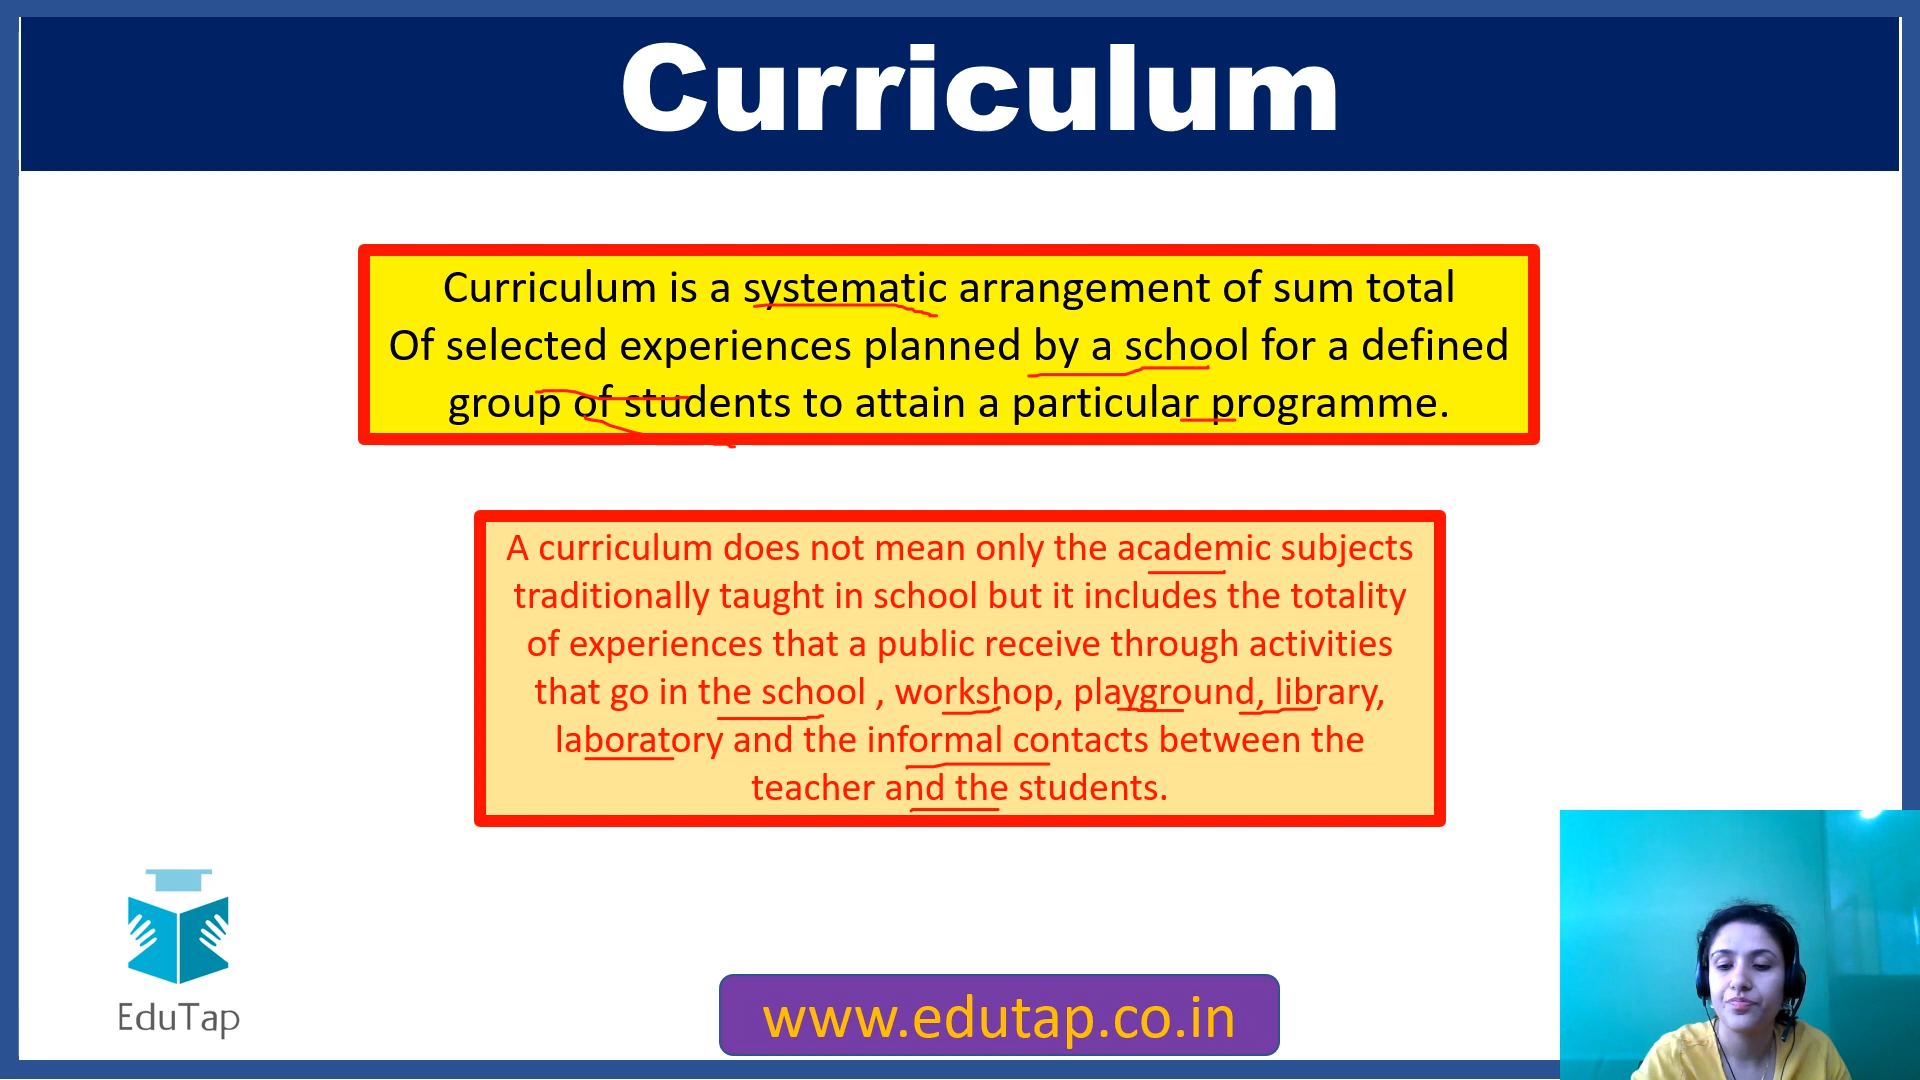 Curriculum
Curriculum is a systematic arrangement of sum total
Of selected experiences planned by a school for a defined
group of students to attain a particular programme.
A curriculum does not mean only the academic subjects
traditionally taught in school but it includes the totality
of experiences that a public receive through activities
that go in the school , workshop, playground, library,
laboratory and the informal contacts between the
teacher and the students.
EduTap
www.edutap.co.in